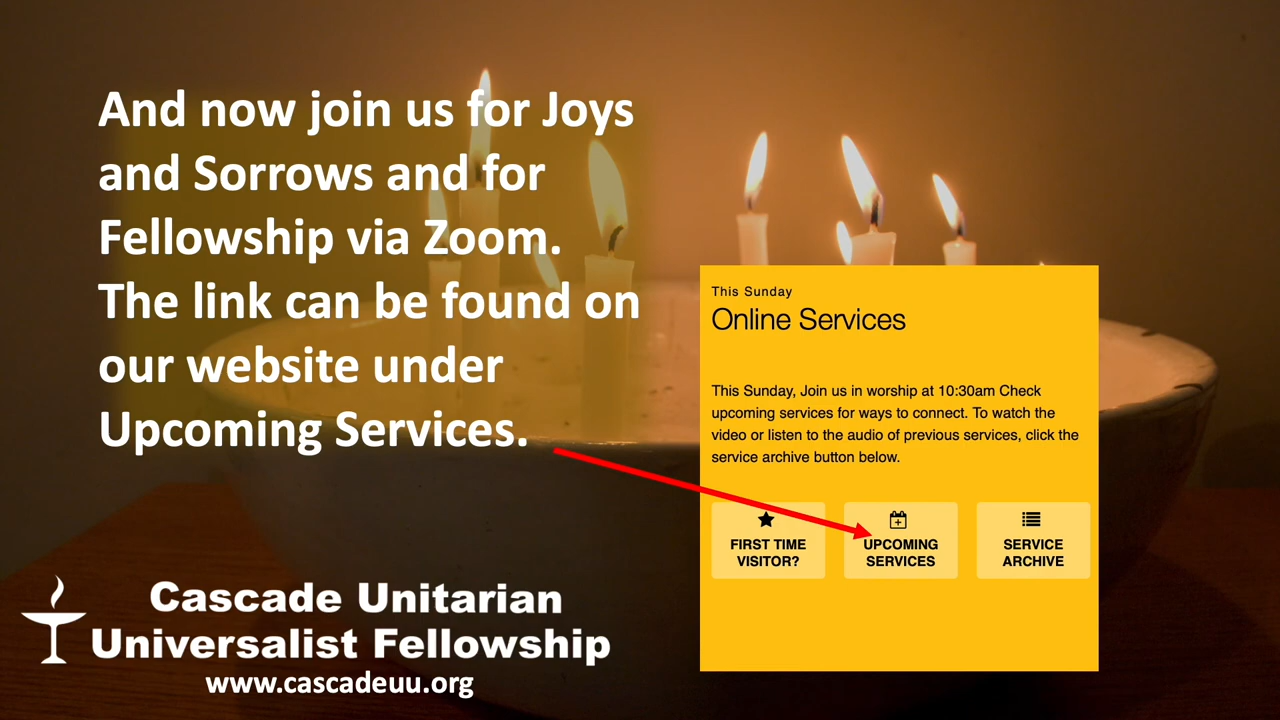 And now join us for Joys
and Sorrows and for
Fellowship via Zoom.
The link can be found on
our website under
Upcoming Services.
This Sunday
Online Services
This Sunday, Join us in worship at 10:30am Check
upcoming services for ways to connect. To watch the
video or listen to the audio of previous services, click the
service archive button below.
FIRST TIME
VISITOR?
UPCOMING
SERVICES
SERVICE
ARCHIVE
Cascade Unitarian
Universalist Fellowship
www.cascadeuu.org